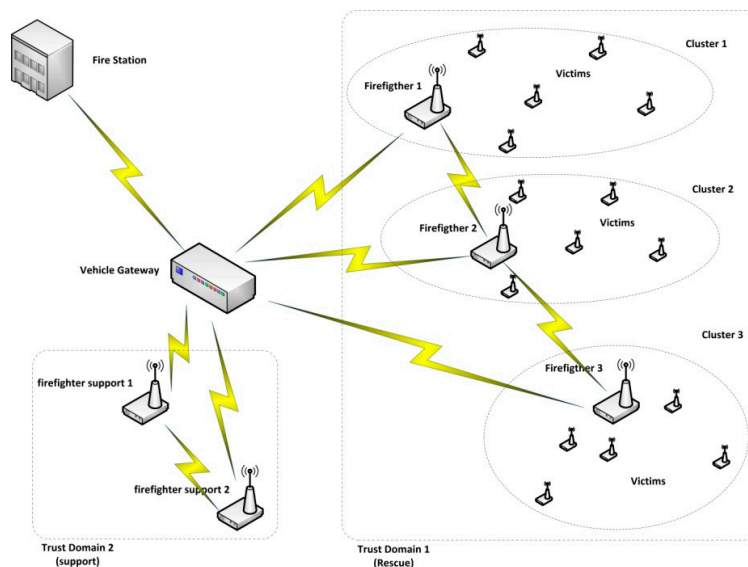 Cluster 1
Fire Station
Victims
Firefigther 1
Cluster 2
Victims
Firefigther 2
Vehicle Gateway
Cluster 3
Firefigther 3
firefighter support 1
firefighter support 2
Victims
Trust Domain 2
(support)
Trust Domain 1
(Rescue)